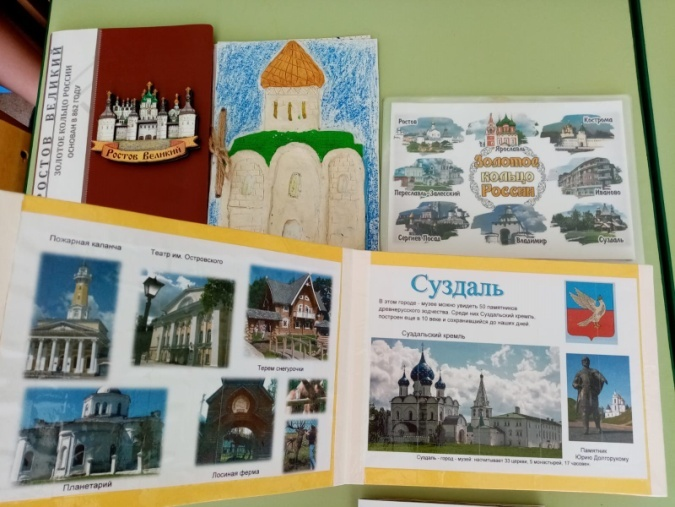 РОСТОВ ВЕЛИКИЙ
ЗОЛОТОЕ КОЛЬЦО РОССИИ
ОСНОВАН В 862 ГОДУ
Ростов Великий
Ростов
Ярославль
Кострома
Переславль-Залесский
Золотое
кольцо
России
Иваново
Сергиев Посад
Владимир
Суздаль
Пожарная каланча
Театр им. Островского
Терем снегурочки
Планетарий
Лосиная ферма
Суздаль
В этом городе - музее можно увидеть 55 памятников
древнерусского зодчества. Среди них Суздальский кремль,
построен еще в 10 веке и сохранившийся до наших дней.
Суздальский кремль
Памятник
Юрию Долгорукому
Суздаль - город - музей насчитывает 33 церкви, 5 монастырей, 17 часовен.